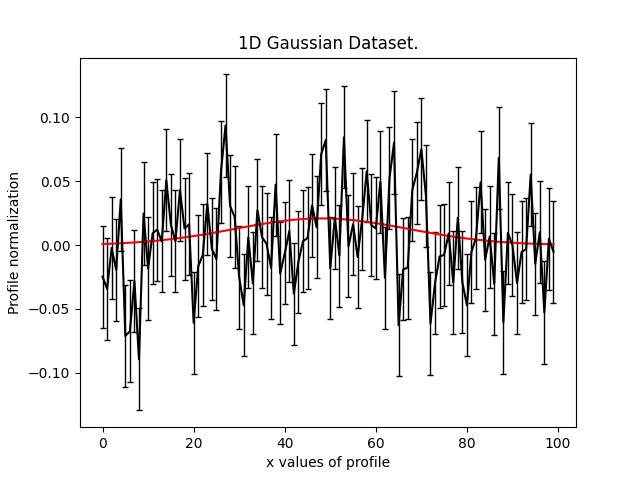 1D Gaussian Dataset.
Profile normalization
0.10
0.05
0.00
−0.05
−0.10
0 20 40 60 80 100
x values of profile